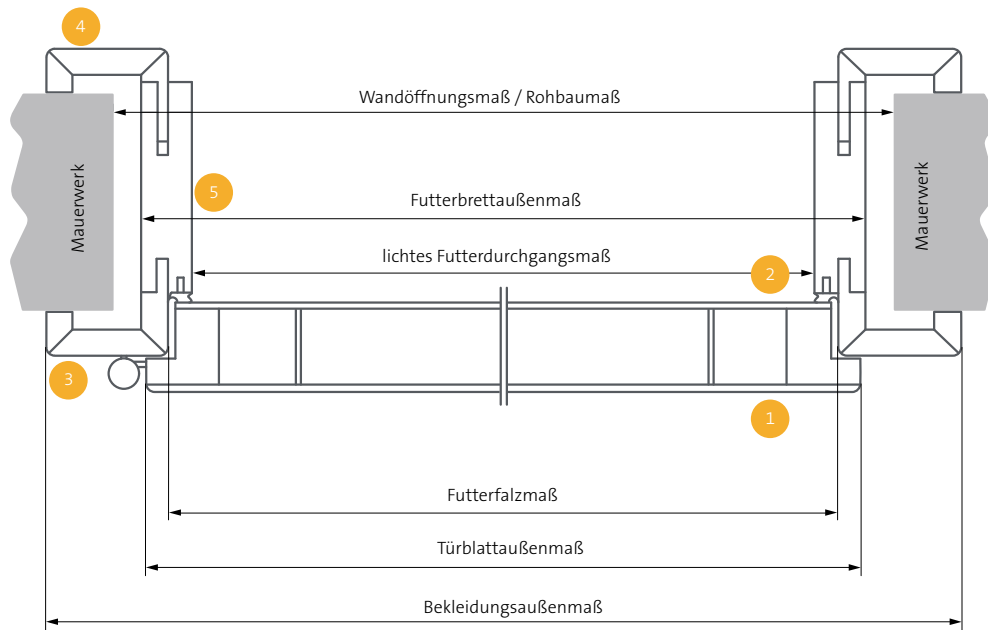 4
Wandöffnungsmaß / Rohbaumaß
Mauerwerk
Mauerwerk
5
Futterbrettaußenmaß
lichtes Futterdurchgangsmaß
2
3
1
Futterfalzmaß
Türblattaußenmaß
Bekleidungsaußenmaß